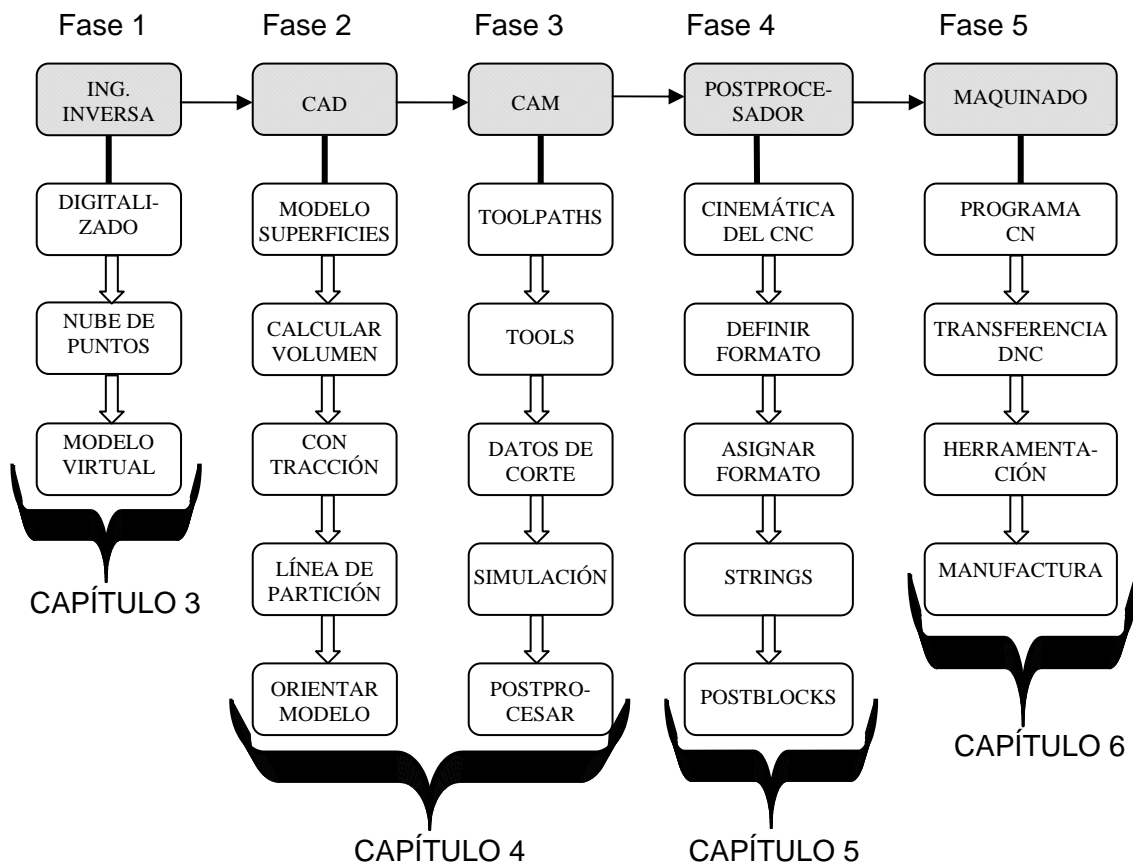 Fase 1
Fase 2
Fase 3
Fase 4
Fase 5
ING.
INVERSA
CAD
CAM
POSTPROCE-
SADOR
MAQUINADO
DIGITALI-
ZADO
NUBE DE
PUNTOS
MODELO
VIRTUAL
CAPÍTULO 3
MODELO
SUPERFICIES
CALCULAR
VOLUMEN
CON
TRACCIÓN
LÍNEA DE
PARTICIÓN
ORIENTAR
MODELO
TOOLPATHS
TOOLS
DATOS DE
CORTE
SIMULACIÓN
POSTPRO-
CESAR
CAPÍTULO 4
CINEMÁTICA
DEL CNC
DEFINIR
FORMATO
ASIGNAR
FORMATO
STRINGS
POSTBLOCKS
CAPÍTULO 5
PROGRAMA
CN
TRANSFERENCIA
DNC
HERRAMENTA-
CIÓN
MANUFACTURA
CAPÍTULO 6